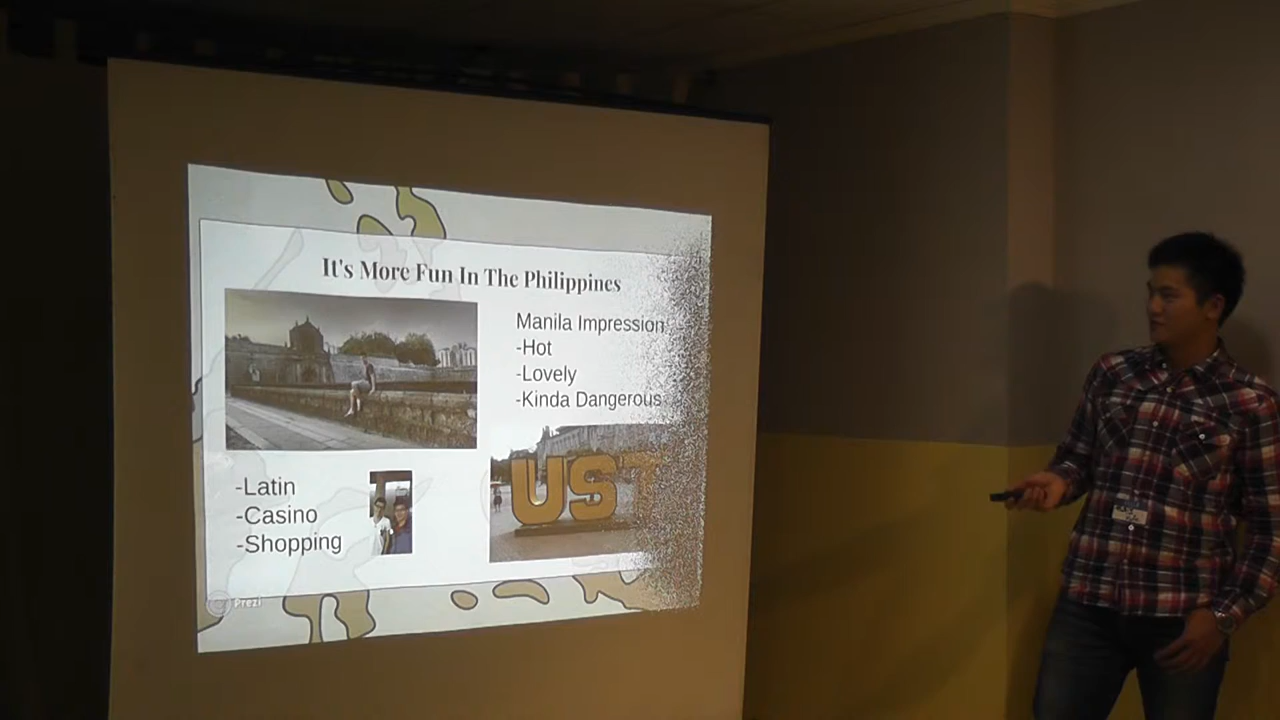 It's More Fun In The Philippines
Manila Impression
-Hot
-Lovely
-Kinda Dangerous
UST
-Latin
-Casino
-Shopping
Prezi